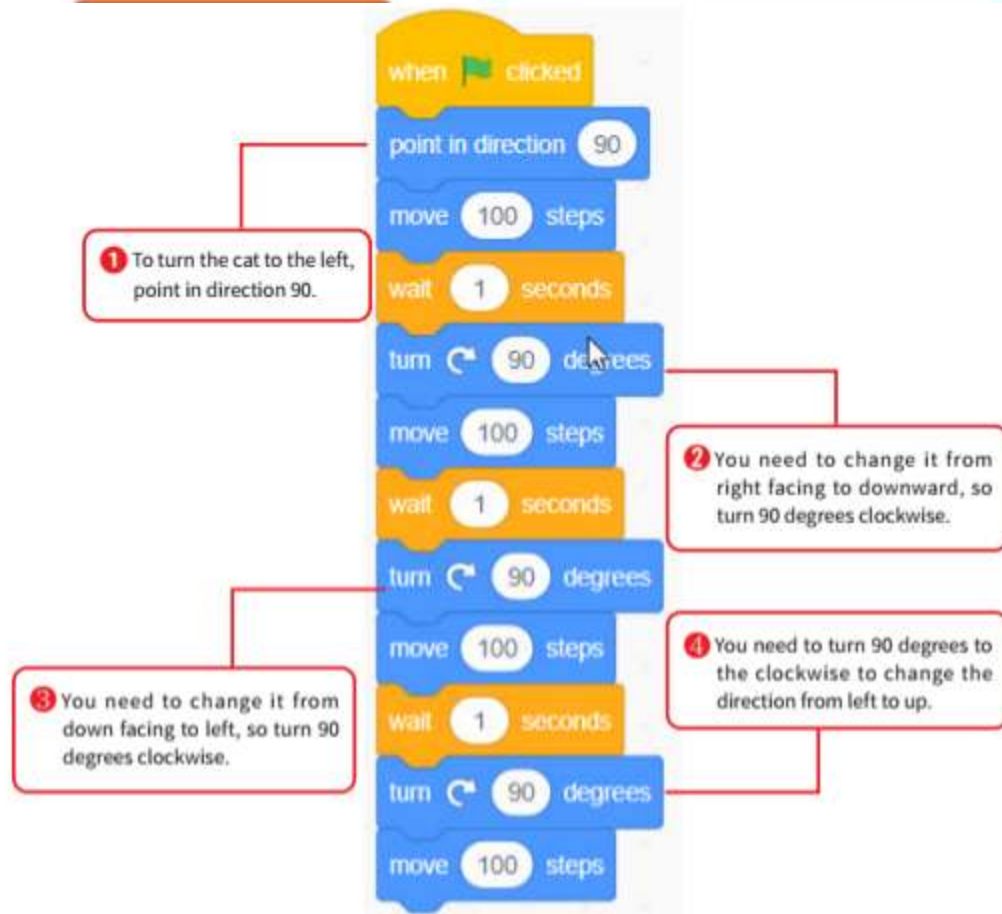 when clicked
point in direction 90
move 100 steps
1 To turn the cat to the left,
point in direction 90.
wait 1 seconds
turn 90 degrees
move 100 steps
2 You need to change it from
right facing to downward, so
turn 90 degrees clockwise.
wait 1 seconds
turn 90 degrees
move 100 steps
3 You need to change it from
down facing to left, so turn 90
degrees clockwise.
4 You need to turn 90 degrees to
the clockwise to change the
direction from left to up.
wait 1 seconds
turn 90 degrees
move 100 steps